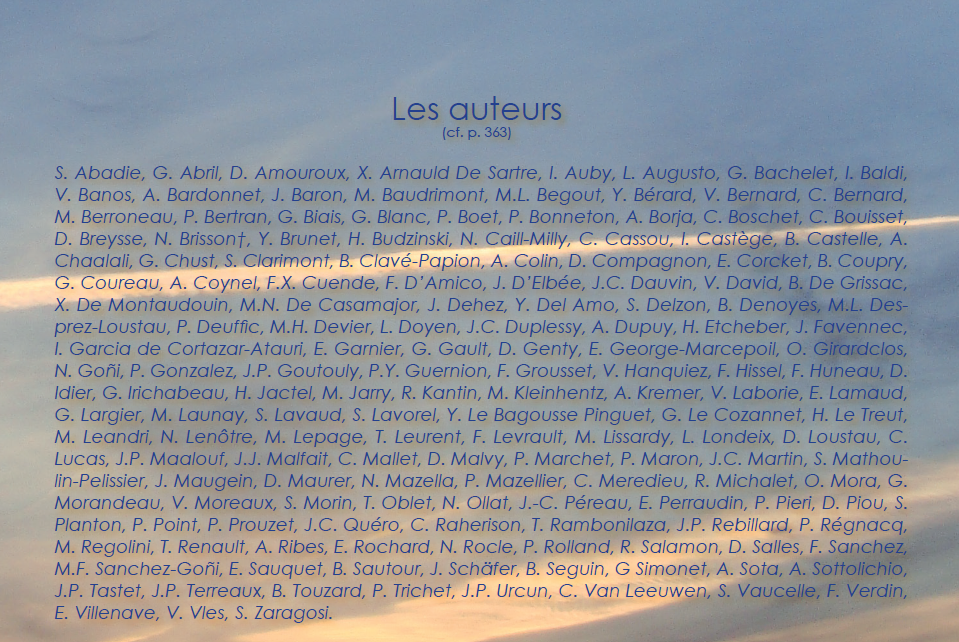 Les auteurs
(cf. p. 363)
S. Abadie, G. Abril, D. Amouroux, X. Arnauld De Sartre, I. Auby, L. Augusto, G. Bachelet, I. Baldi,
V. Banos, A. Bardonnet, J. Baron, M. Baudrimont, M.L. Begout, Y. Bérard, V. Bernard, C. Bernard,
M. Berroneau, P. Bertran, G. Biais, G. Blanc, P. Boet, P. Bonneton, A. Borja, C. Boschet, C. Bouisset,
D. Breysse, N. Brisson†, Y. Brunet, H. Budzinski, N. Caill-Milly, C. Cassou, I. Castège, B. Castelle, A.
Chaalali, G. Chust, S. Clarimont, B. Clavé-Papion, A. Colin, D. Compagnon, E. Corcket, B. Coupry,
G. Coureau, A. Coynel, F.X. Cuende, F. D’Amico, J. D’Elbée, J.C. Dauvin, V. David, B. De Grissac,
X. De Montaudouin, M.N. De Casamajor, J. Dehez, Y. Del Amo, S. Delzon, B. Denoyes, M.L. Des-
prez-Loustau, P. Deuffic, M.H. Devier, L. Doyen, J.C. Duplessy, A. Dupuy, H. Etcheber, J. Favennec,
I. Garcia de Cortazar-Atauri, E. Garnier, G. Gault, D. Genty, E. George-Marcepoil, O. Girardclos,
N. Goñi, P. Gonzalez, J.P. Goutouly, P.Y. Guernion, F. Grousset, V. Hanquiez, F. Hissel, F. Huneau, D.
Idier, G. Irichabeau, H. Jactel, M. Jarry, R. Kantin, M. Kleinhentz, A. Kremer, V. Laborie, E. Lamaud,
G. Largier, M. Launay, S. Lavaud, S. Lavorel, Y. Le Bagousse Pinguet, G. Le Cozannet, H. Le Treut,
M. Leandri, N. Lenôtre, M. Lepage, T. Leurent, F. Levrault, M. Lissardy, L. Londeix, D. Loustau, C.
Lucas, J.P. Maalouf, J.J. Malfait, C. Mallet, D. Malvy, P. Marchet, P. Maron, J.C. Martin, S. Mathou-
lin-Pelissier, J. Maugein, D. Maurer, N. Mazella, P. Mazellier, C. Meredieu, R. Michalet, O. Mora, G.
Morandeau, V. Moreaux, S. Morin, T. Oblet, N. Ollat, J.-C. Péreau, E. Perraudin, P. Pieri, D. Piou, S.
Planton, P. Point, P. Prouzet, J.C. Quéro, C. Raherison, T. Rambonilaza, J.P. Rebillard, P. Régnacq,
M. Regolini, T. Renault, A. Ribes, E. Rochard, N. Rocle, P. Rolland, R. Salamon, D. Salles, F. Sanchez,
M.F. Sanchez-Goñi, E. Sauquet, B. Sautour, J. Schäfer, B. Seguin, G Simonet, A. Sota, A. Sottolichio,
J.P. Tastet, J.P. Terreaux, B. Touzard, P. Trichet, J.P. Urcun, C. Van Leeuwen, S. Vaucelle, F. Verdin,
E. Villenave, V. Vles, S. Zaragosi.